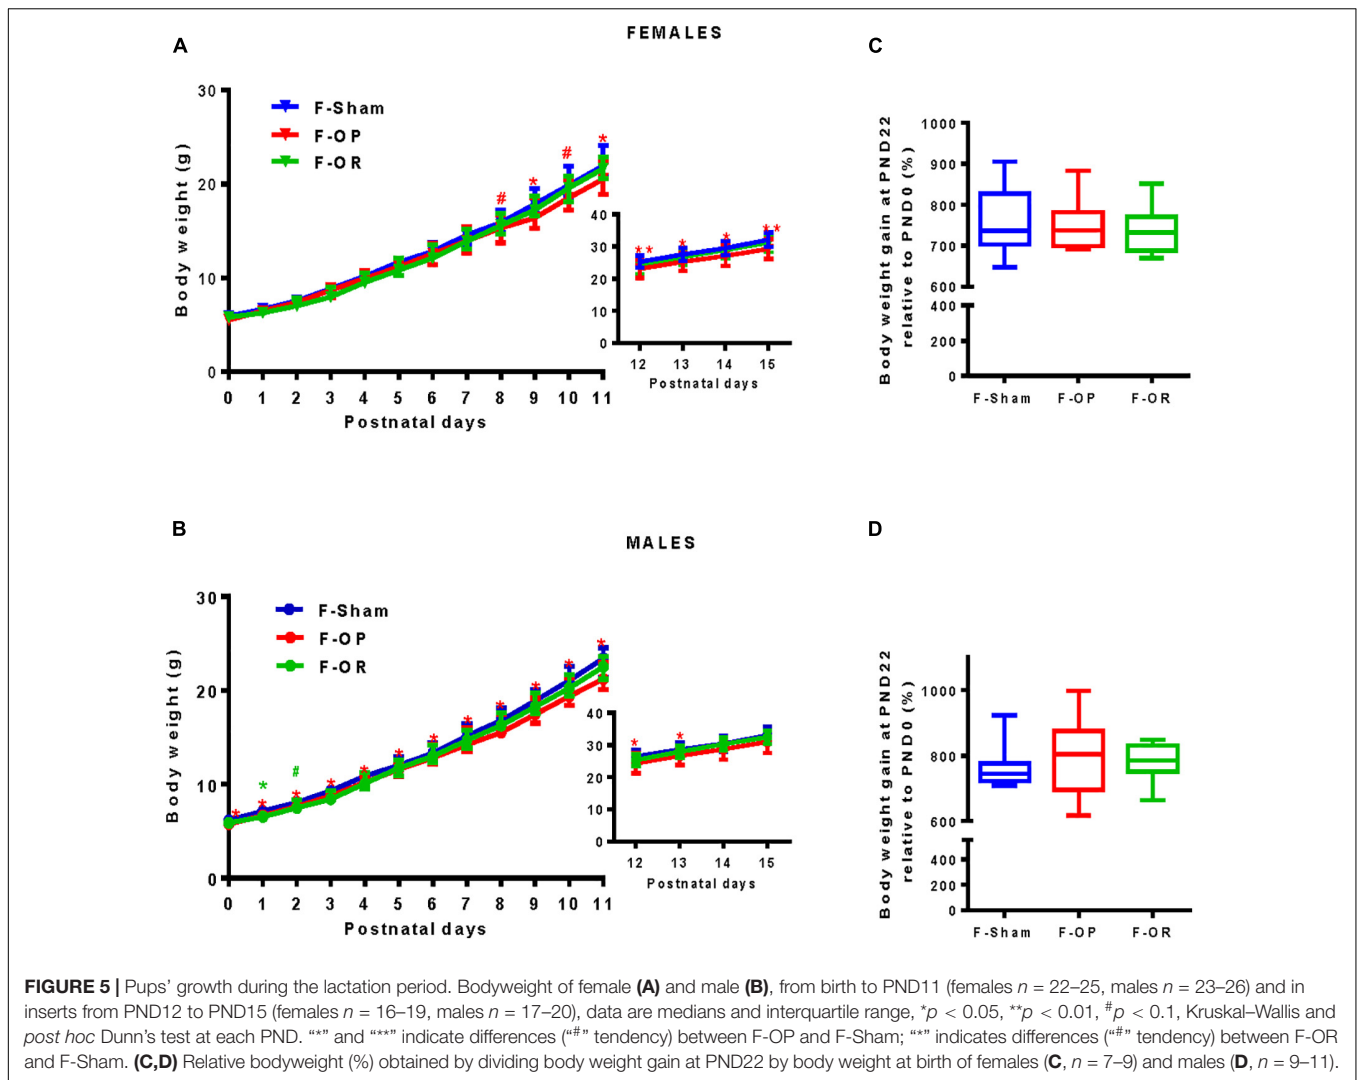 FEMALES
A
Body weight (g)
30
20
10
0
F-Sham
F-OP
F-OR
# * # *
0 1 2 3 4 5 6 7 8 9 10 11
Postnatal days
40
30
20
10
0
** * * **
12 13 14 15
Postnatal days
C
Body weight gain at PND22
relative to PND0 (%)
1000
900
800
700
600
400
200
0
F-Sham F-OP F-OR
MALES
B
Body weight (g)
30
20
10
0
F-Sham
F-OP
F-OR
* #
* * * * * * * * * * * *
0 1 2 3 4 5 6 7 8 9 10 11
Postnatal days
40
30
20
10
0
* *
12 13 14 15
Postnatal days
D
Body weight gain at PND22
relative to PND0 (%)
1000
800
600
400
200
0
F-Sham F-OP F-OR
FIGURE 5 | Pups’ growth during the lactation period. Bodyweight of female (A) and male (B), from birth to PND11 (females n = 22–25, males n = 23–26) and in
inserts from PND12 to PND15 (females n = 16–19, males n = 17–20), data are medians and interquartile range, *p < 0.05, **p < 0.01, #p < 0.1, Kruskal–Wallis and
post hoc Dunn’s test at each PND. “*” and “**” indicate differences (“#” tendency) between F-OP and F-Sham; “*” indicates differences (“#” tendency) between F-OR
and F-Sham. (C,D) Relative bodyweight (%) obtained by dividing body weight gain at PND22 by body weight at birth of females (C, n = 7–9) and males (D, n = 9–11).